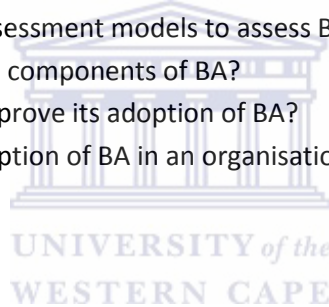 sessment models to assess B
components of BA?
prove its adoption of BA?
ption of BA in an organisatio
UNIVERSITY of the
WESTERN CAPE